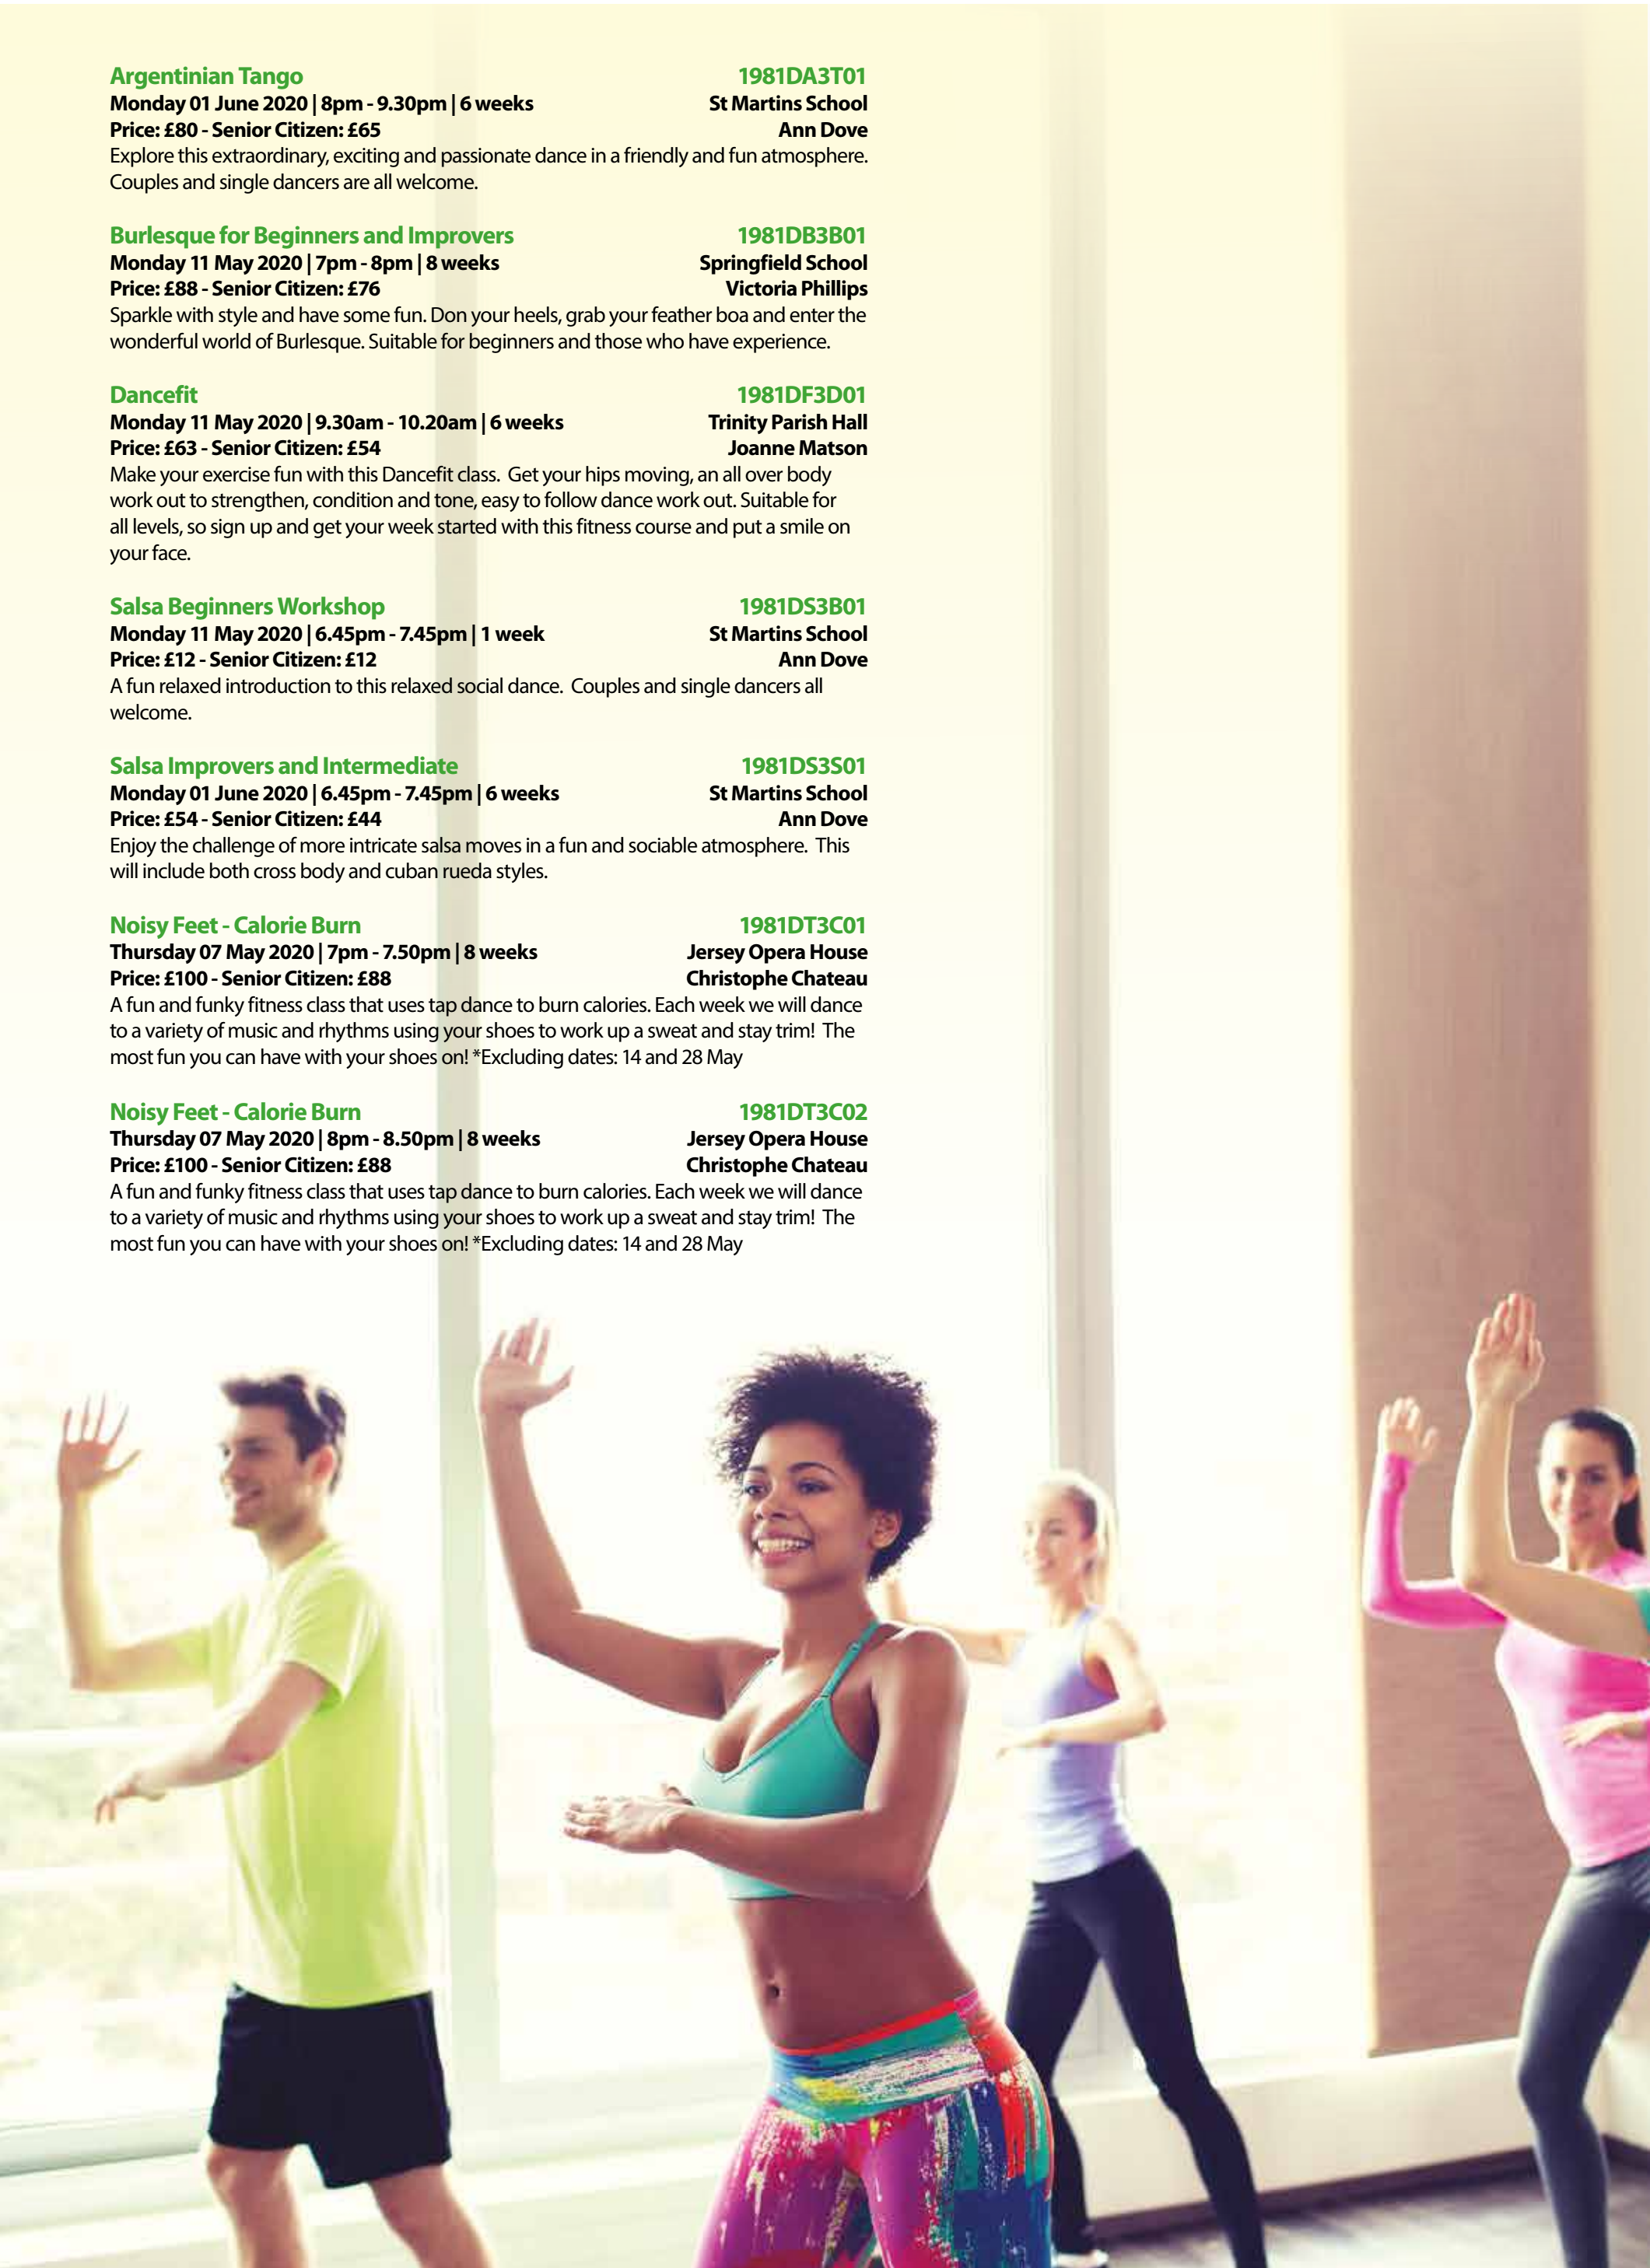 Argentinian Tango 1981DA3T01
Monday 01 June 2020 | 8pm - 9.30pm | 6 weeks St Martins School
Price: £80 - Senior Citizen: £65 Ann Dove
Explore this extraordinary, exciting and passionate dance in a friendly and fun atmosphere.
Couples and single dancers are all welcome.
Burlesque for Beginners and Improvers 1981DB3B01
Monday 11 May 2020 | 7pm - 8pm | 8 weeks Springfield School
Price: £88 - Senior Citizen: £76 Victoria Phillips
Sparkle with style and have some fun. Don your heels, grab your feather boa and enter the
wonderful world of Burlesque. Suitable for beginners and those who have experience.
Dancefit 1981DF3D01
Monday 11 May 2020 | 9.30am - 10.20am | 6 weeks Trinity Parish Hall
Price: £63 - Senior Citizen: £54 Joanne Matson
Make your exercise fun with this Dancefit class.  Get your hips moving, an all over body
work out to strengthen, condition and tone, easy to follow dance work out. Suitable for
all levels, so sign up and get your week started with this fitness course and put a smile on
your face.
Salsa Beginners Workshop 1981DS3B01
Monday 11 May 2020 | 6.45pm - 7.45pm | 1 week St Martins School
Price: £12 - Senior Citizen: £12 Ann Dove
A fun relaxed introduction to this relaxed social dance.  Couples and single dancers all
welcome.
Salsa Improvers and Intermediate 1981DS3S01
Monday 01 June 2020 | 6.45pm - 7.45pm | 6 weeks St Martins School
Price: £54 - Senior Citizen: £44 Ann Dove
Enjoy the challenge of more intricate salsa moves in a fun and sociable atmosphere.  This
will include both cross body and cuban rueda styles.
Noisy Feet - Calorie Burn 1981DT3C01
Thursday 07 May 2020 | 7pm - 7.50pm | 8 weeks Jersey Opera House
Price: £100 - Senior Citizen: £88 Christophe Chateau
A fun and funky fitness class that uses tap dance to burn calories. Each week we will dance
to a variety of music and rhythms using your shoes to work up a sweat and stay trim!  The
most fun you can have with your shoes on! *Excluding dates: 14 and 28 May
Noisy Feet - Calorie Burn 1981DT3C02
Thursday 07 May 2020 | 8pm - 8.50pm | 8 weeks Jersey Opera House
Price: £100 - Senior Citizen: £88 Christophe Chateau
A fun and funky fitness class that uses tap dance to burn calories. Each week we will dance
to a variety of music and rhythms using your shoes to work up a sweat and stay trim!  The
most fun you can have with your shoes on! *Excluding dates: 14 and 28 May